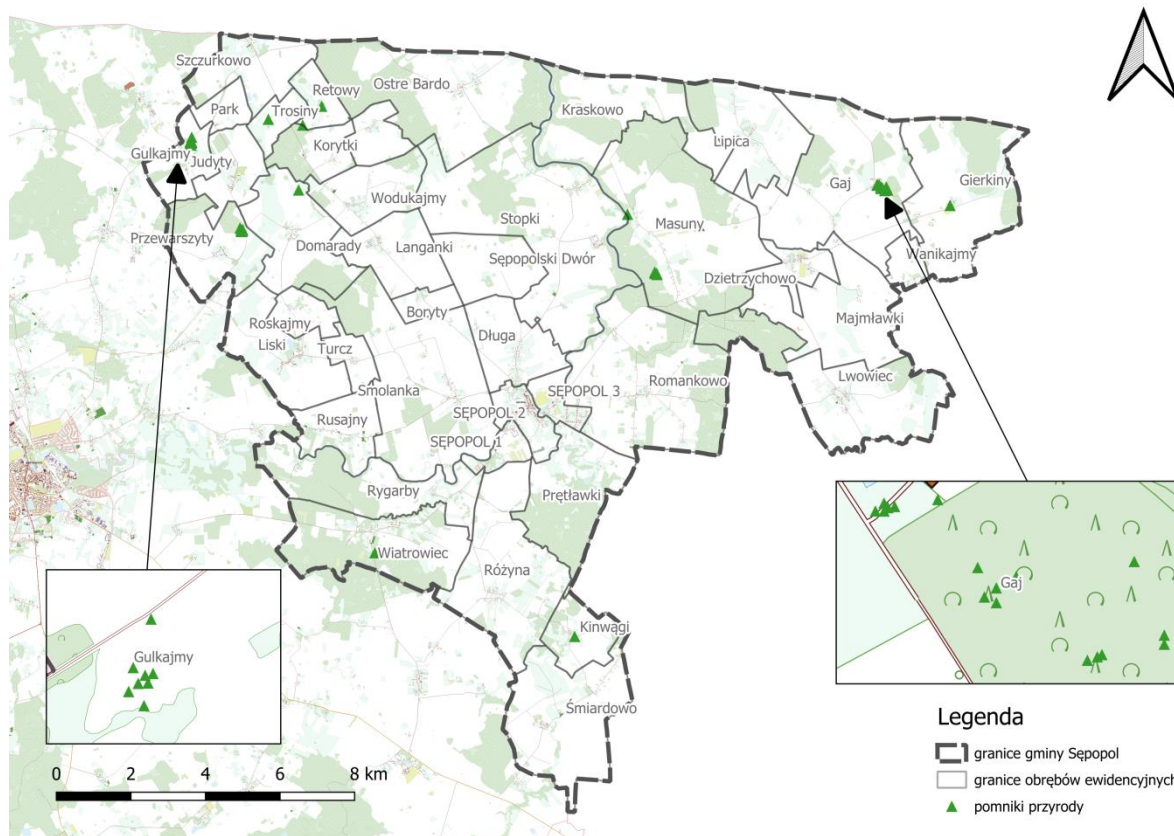 Szczurkowo
Retowy
Ostre Bardo
Park
Trosiny
Kraskowo
Korytki
Lipica
Gulkajmy
Judyty
Gaj
Gierkiny
Wodukajmy
Stopki
Masuny
Przewarszyty
Domarady
Langanki
Sępopolski Dwór
Wanikajmy
Dzietrzychowo
Boryty
Roskajmy
Długa
Majmławki
Liski
Turcz
Smolanka
Romankowo
Lwowiec
SĘPOPOL 3
Rusajny
SĘPOPOL 2
SĘPOPOL 1
Rygarby
Prętławki
Wiatrowiec
Różyna
Gaj
Kinwągi
Gulkajmy
Śmiardowo
0 2 4 6 8 km
Legenda
granice gminy Sępopol
granice obrębów ewidencyjnych
pomniki przyrody